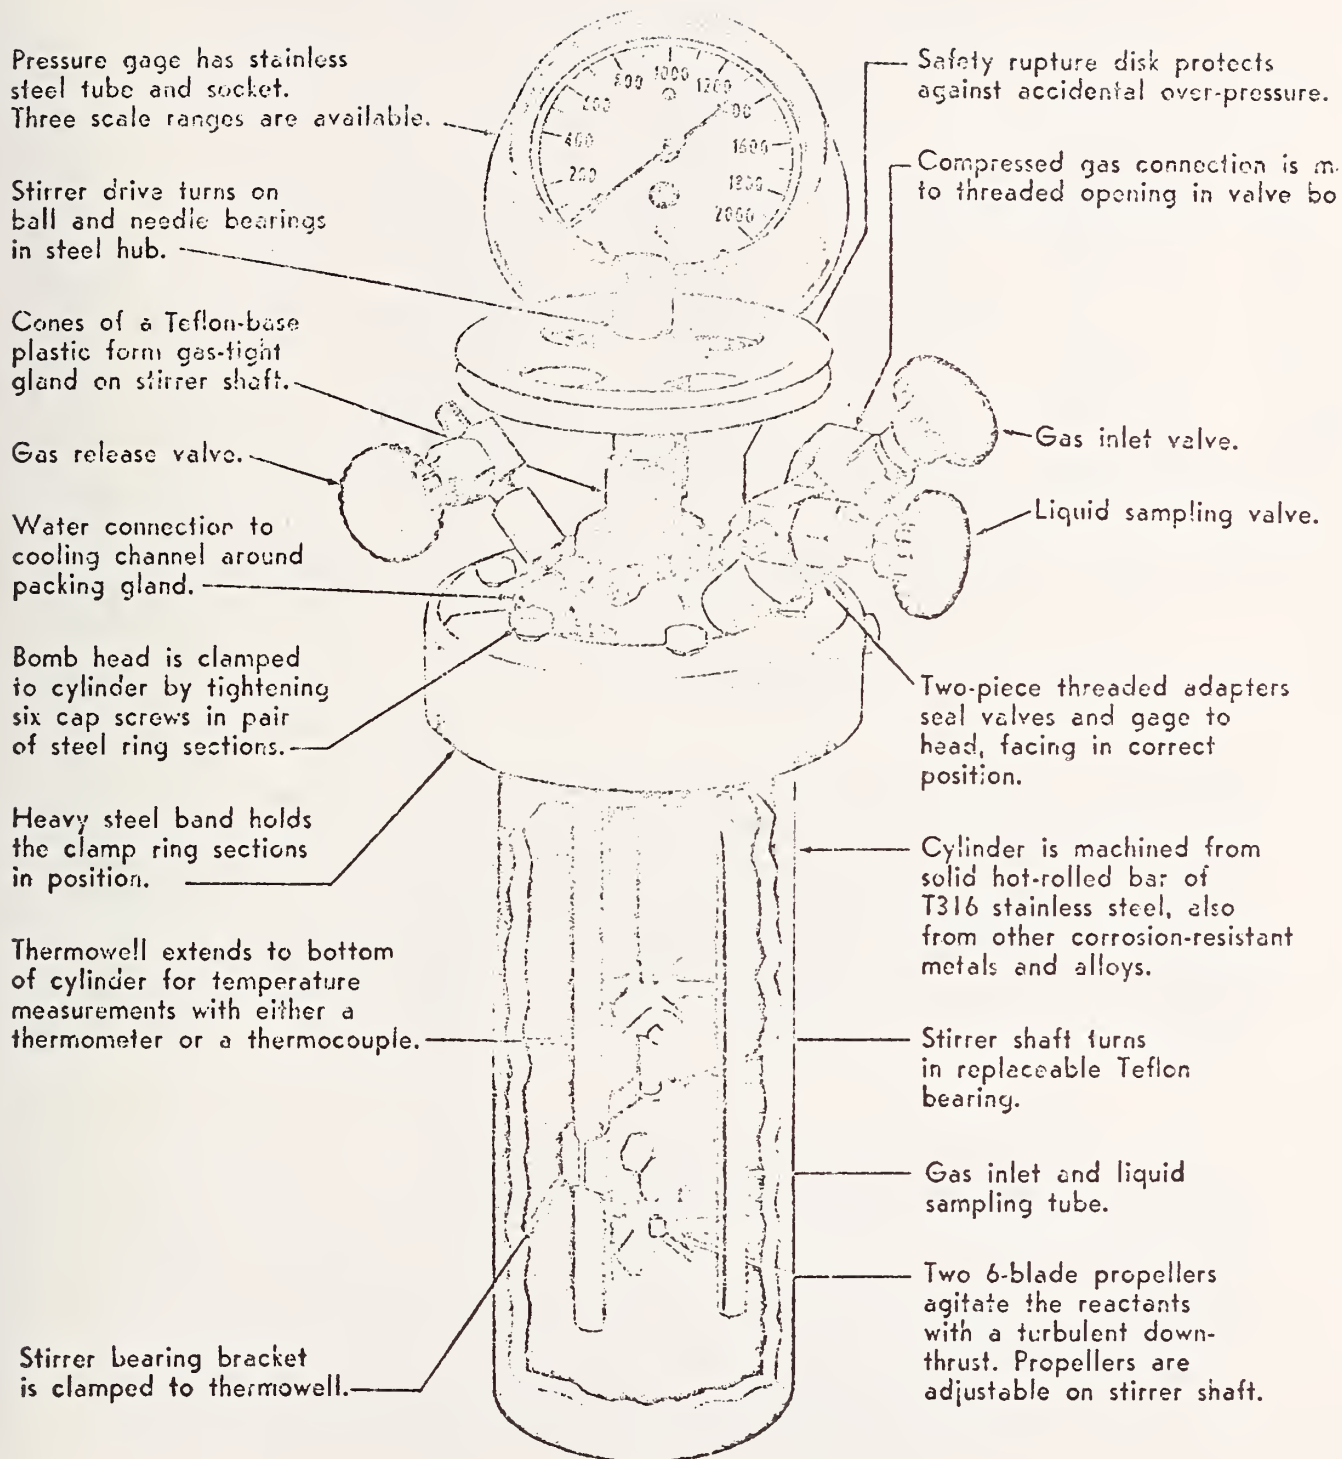 Pressure gage has stainless
steel tube and socket.
Three scale ranges are available.
Stirrer drive turns on
ball and needle bearings
in steel hub.
Cones of a Teflon-base
plastic form gas-tight
gland on stirrer shaft.
Gas release valve.
Water connection to
cooling channel around
packing gland.
Bomb head is clamped
to cylinder by tightening
six cap screws in pair
of steel ring sections.
Heavy steel band holds
the clamp ring sections
in position.
Thermowell extends to bottom
of cylinder for temperature
measurements with either a
thermometer or a thermocouple.
Stirrer bearing bracket
is clamped to thermowell.
200
400
600
800
1000
1200
1600
1800
2000
Safety rupture disk protects
against accidental over-pressure.
Compressed gas connection is
to threaded opening in valve
Gas inlet valve.
Liquid sampling valve.
Two-piece threaded adapters
seal valves and gage to
head, facing in correct
position.
Cylinder is machined from
solid hot-rolled bar of
T316 stainless steel, also
from other corrosion-resistant
metals and alloys.
Stirrer shaft turns
in replaceable Teflon
bearing.
Gas inlet and liquid
sampling tube.
Two 6-blade propellers
agitate the reactants
with a turbulent down-
thrust. Propellers are
adjustable on stirrer shaft.